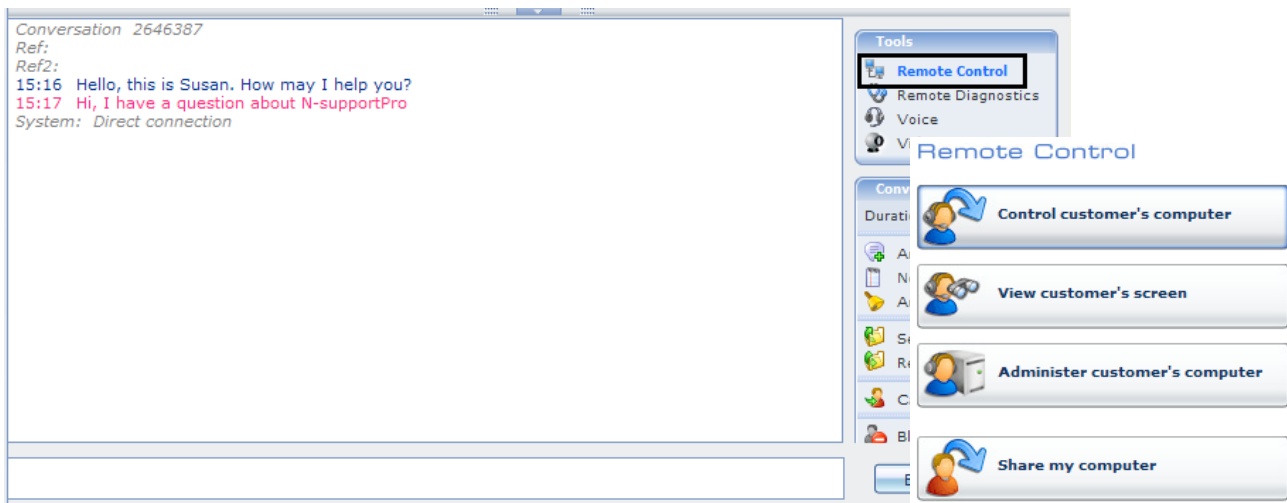 Conversation 2646387
Ref:
Ref2:
15:16 Hello, this is Susan. How may I help you?
15:17 Hi, I have a question about N-supportPro
System: Direct connection
Tools
Remote Control
Remote Diagnostics
Voice
Remote Control
Control customer's computer
View customer's screen
Administer customer's computer
Share my computer